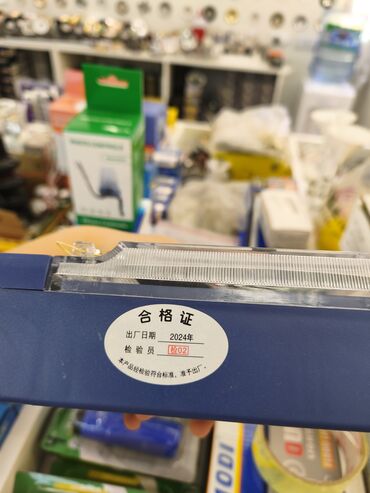 合格证
出厂日期 2024年
检验员 检02
本产品经检验符合标准，准予出厂。